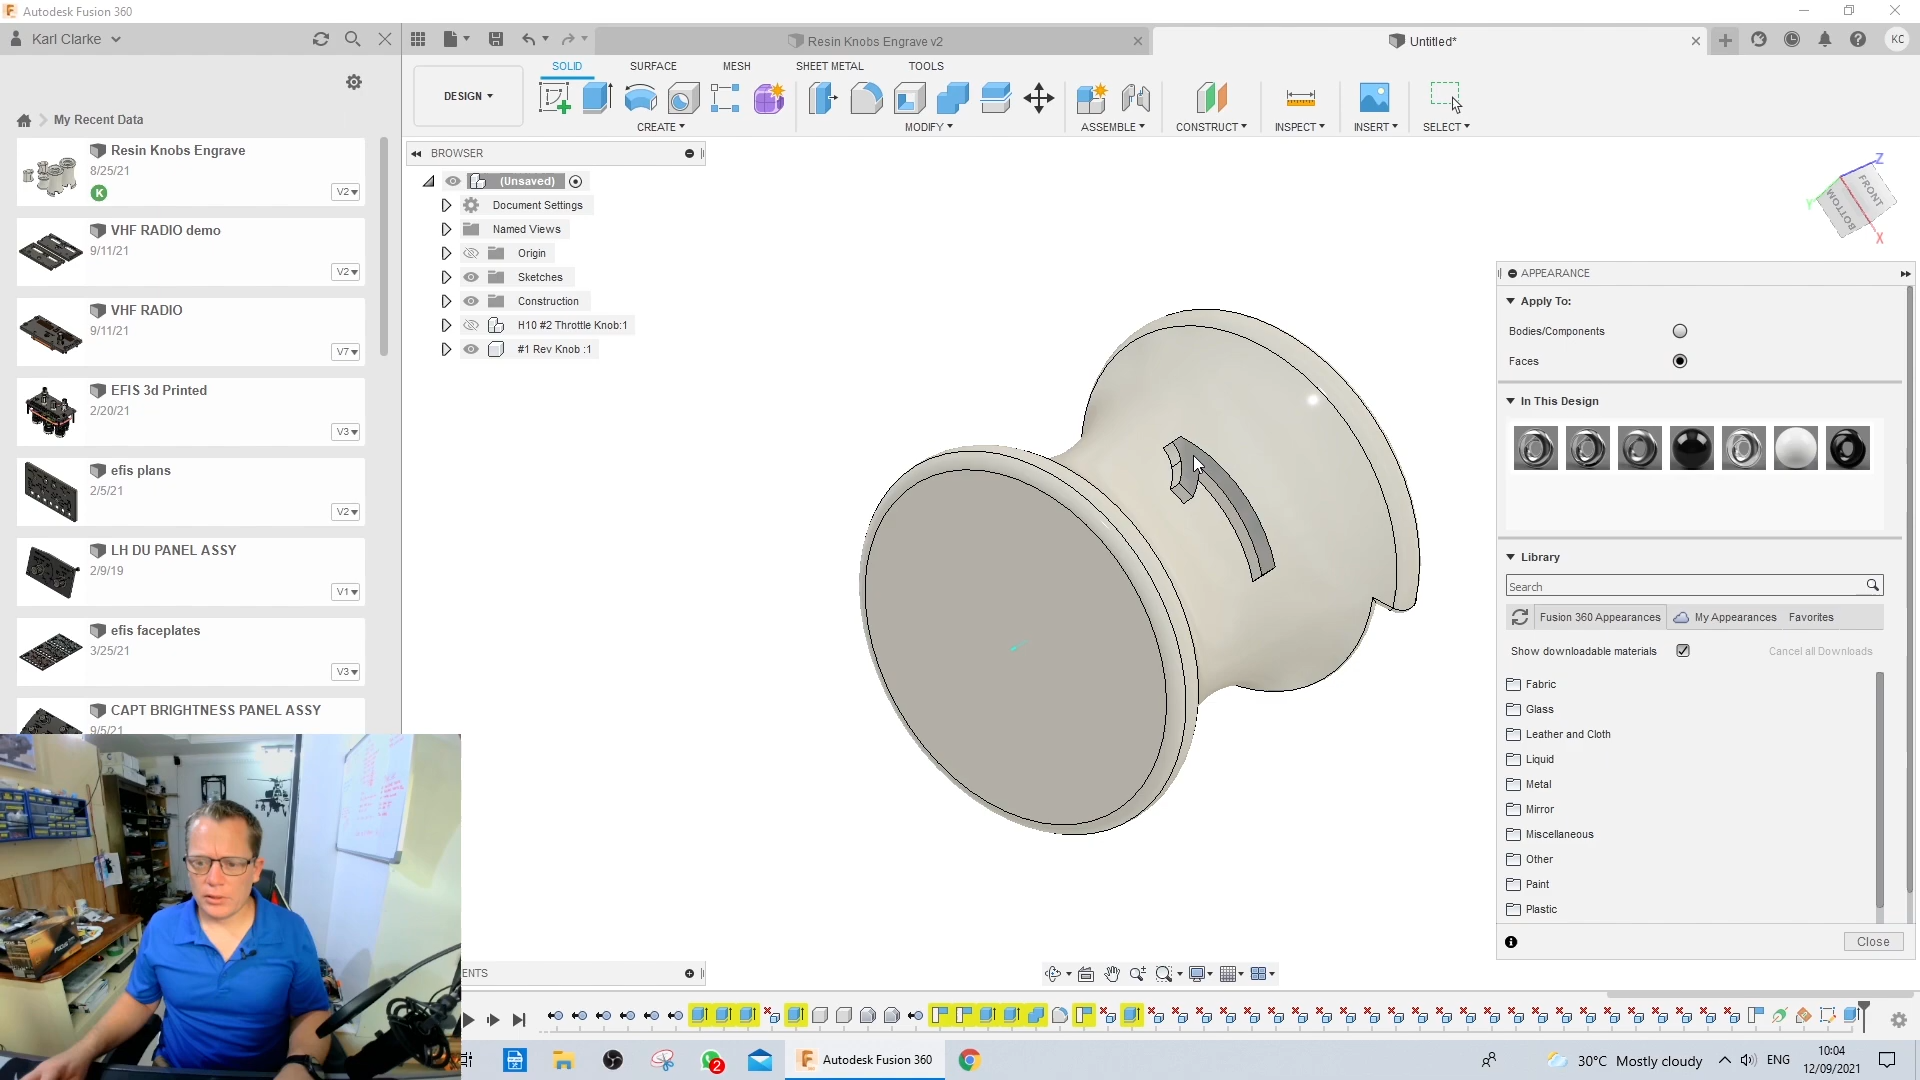 Autodesk Fusion 360
Karl Clarke
My Recent Data
Resin Knobs Engrave
8/25/21
K
V2
VHF RADIO demo
9/11/21
V2
VHF RADIO
9/11/21
V7
EFIS 3d Printed
2/20/21
V3
efis plans
2/5/21
V2
LH DU PANEL ASSY
2/9/19
V1
efis faceplates
3/25/21
V3
CAPT BRIGHTNESS PANEL ASSY
9/5/21
Resin Knobs Engrave v2
Untitled*
KC
DESIGN
SOLID
SURFACE
MESH
SHEET METAL
TOOLS
CREATE
MODIFY
ASSEMBLE
CONSTRUCT
INSPECT
INSERT
SELECT
BROWSER
(Unsaved)
Document Settings
Named Views
Origin
Sketches
Construction
H10 #2 Throttle Knob:1
#1 Rev Knob :1
Z
FRONT
BOTTOM
Y
X
APPEARANCE
Apply To:
Bodies/Components
Faces
In This Design
Library
Search
Fusion 360 Appearances
My Appearances
Favorites
Show downloadable materials
Cancel all Downloads
Fabric
Glass
Leather and Cloth
Liquid
Metal
Mirror
Miscellaneous
Other
Paint
Plastic
Close
ENTS
2
Autodesk Fusion 360
30°C Mostly cloudy
ENG
10:04
12/09/2021